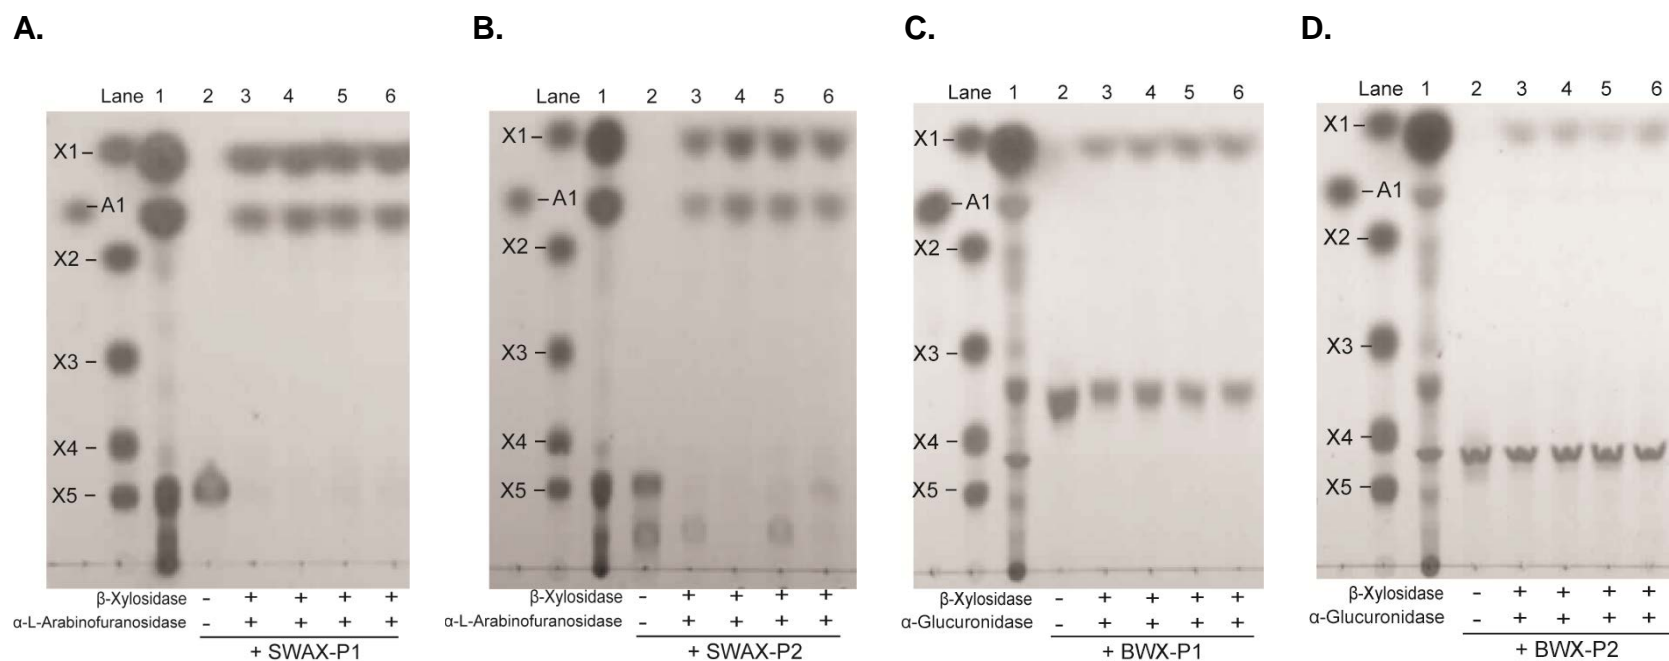 A.
Lane 1 2 3 4 5 6
X1 –
– A1
X2 –
X3 –
X4 –
X5 –
β-Xylosidase - + + + +
α-L-Arabinofuranosidase - + + + +
+ SWAX-P1
B.
Lane 1 2 3 4 5 6
X1 –
– A1
X2 –
X3 –
X4 –
X5 –
β-Xylosidase - + + + +
α-L-Arabinofuranosidase - + + + +
+ SWAX-P2
C.
Lane 1 2 3 4 5 6
X1 –
– A1
X2 –
X3 –
X4 –
X5 –
β-Xylosidase - + + + +
α-Glucuronidase - + + + +
+ BWX-P1
D.
Lane 1 2 3 4 5 6
X1 –
– A1
X2 –
X3 –
X4 –
X5 –
β-Xylosidase - + + + +
α-Glucuronidase - + + + +
+ BWX-P2